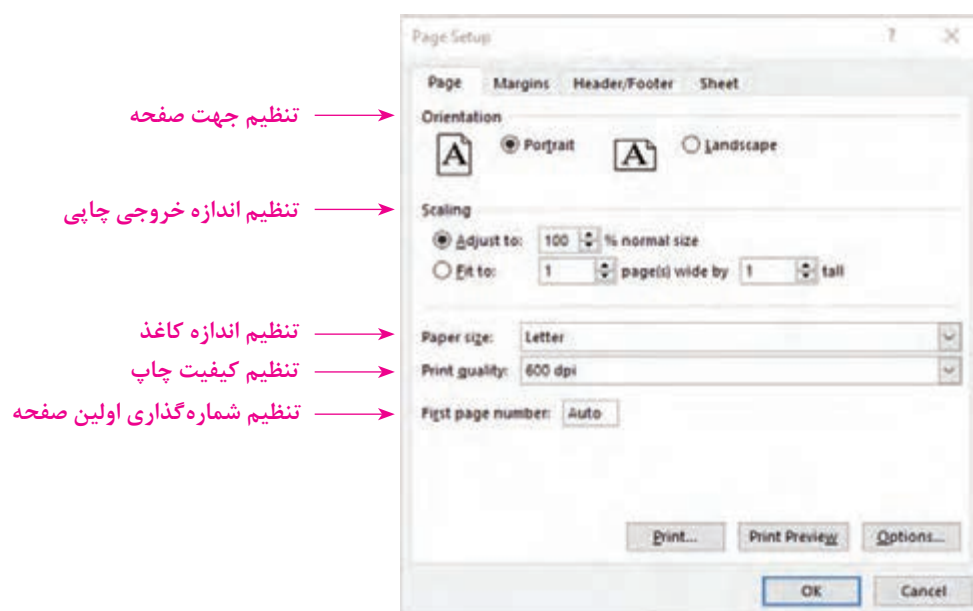 Page Setup ? ×
Page Margins Header/Footer Sheet
تنظیم جهت صفحه
Orientation
A Portrait A Landscape
تنظیم اندازه خروجی چاپی
Scaling
Adjust to: 100 % normal size
Fit to: 1 page(s) wide by 1 tall
تنظیم اندازه کاغذ
Paper size: Letter
تنظیم کیفیت چاپ
Print quality: 600 dpi
تنظیم شماره‌گذاری اولین صفحه
First page number: Auto
Print... Print Preview Options...
OK Cancel